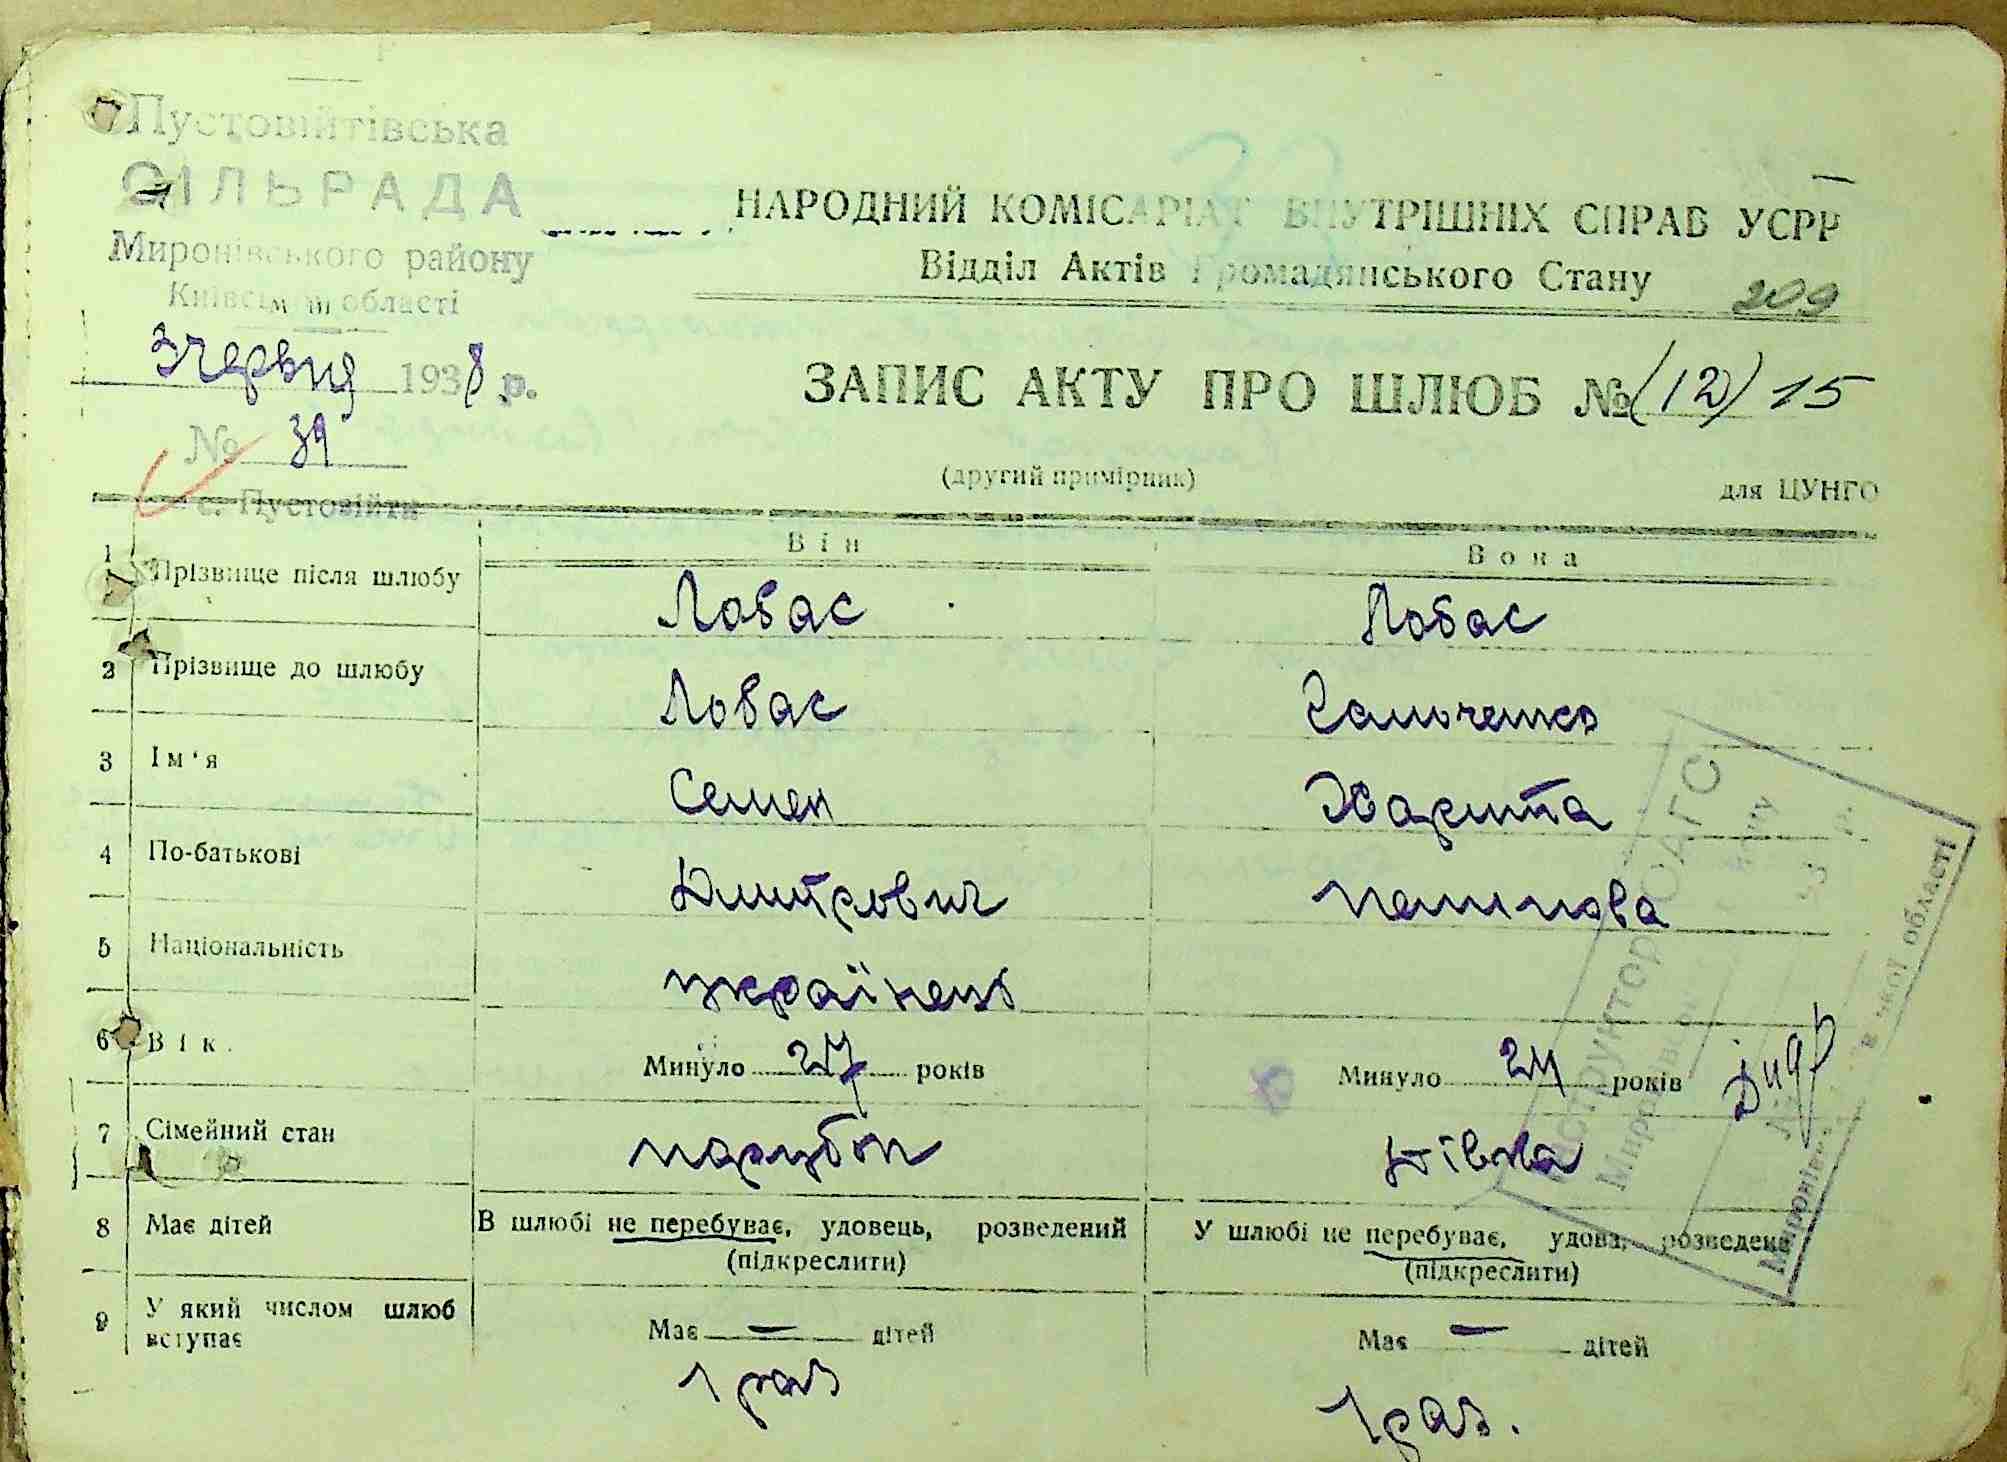 Пустовійтівська
СІЛЬРАДА
Миронівського району
Київської області
3 червня 1938 р.
№ 39
с. Пустовійти
НАРОДНИЙ КОМІСАРІАТ ВНУТРІШНІХ СПРАВ УСРР
Відділ Актів Громадянського Стану
209
ЗАПИС АКТУ ПРО ШЛЮБ №(12) 15
(другий примірник)
для ЦУНГО
Він Вона
1 Прізвище після шлюбу Лобас Лобас
2 Прізвище до шлюбу Лобас
3 Ім'я Семен Харита
4 По-батькові Дмитрович
5 Національність українець
6 Вік. Минуло 27 років Минуло 24 років
7 Сімейний стан парубок дівка
8 Має дітей В шлюбі не перебуває, удовець, розведений У шлюбі не перебуває, удова, розведена
(підкреслити) (підкреслити)
9 У який числом шлюб вступає Має — дітей Має — дітей
1 раз 1 раз.
Інструктор ЮАГС